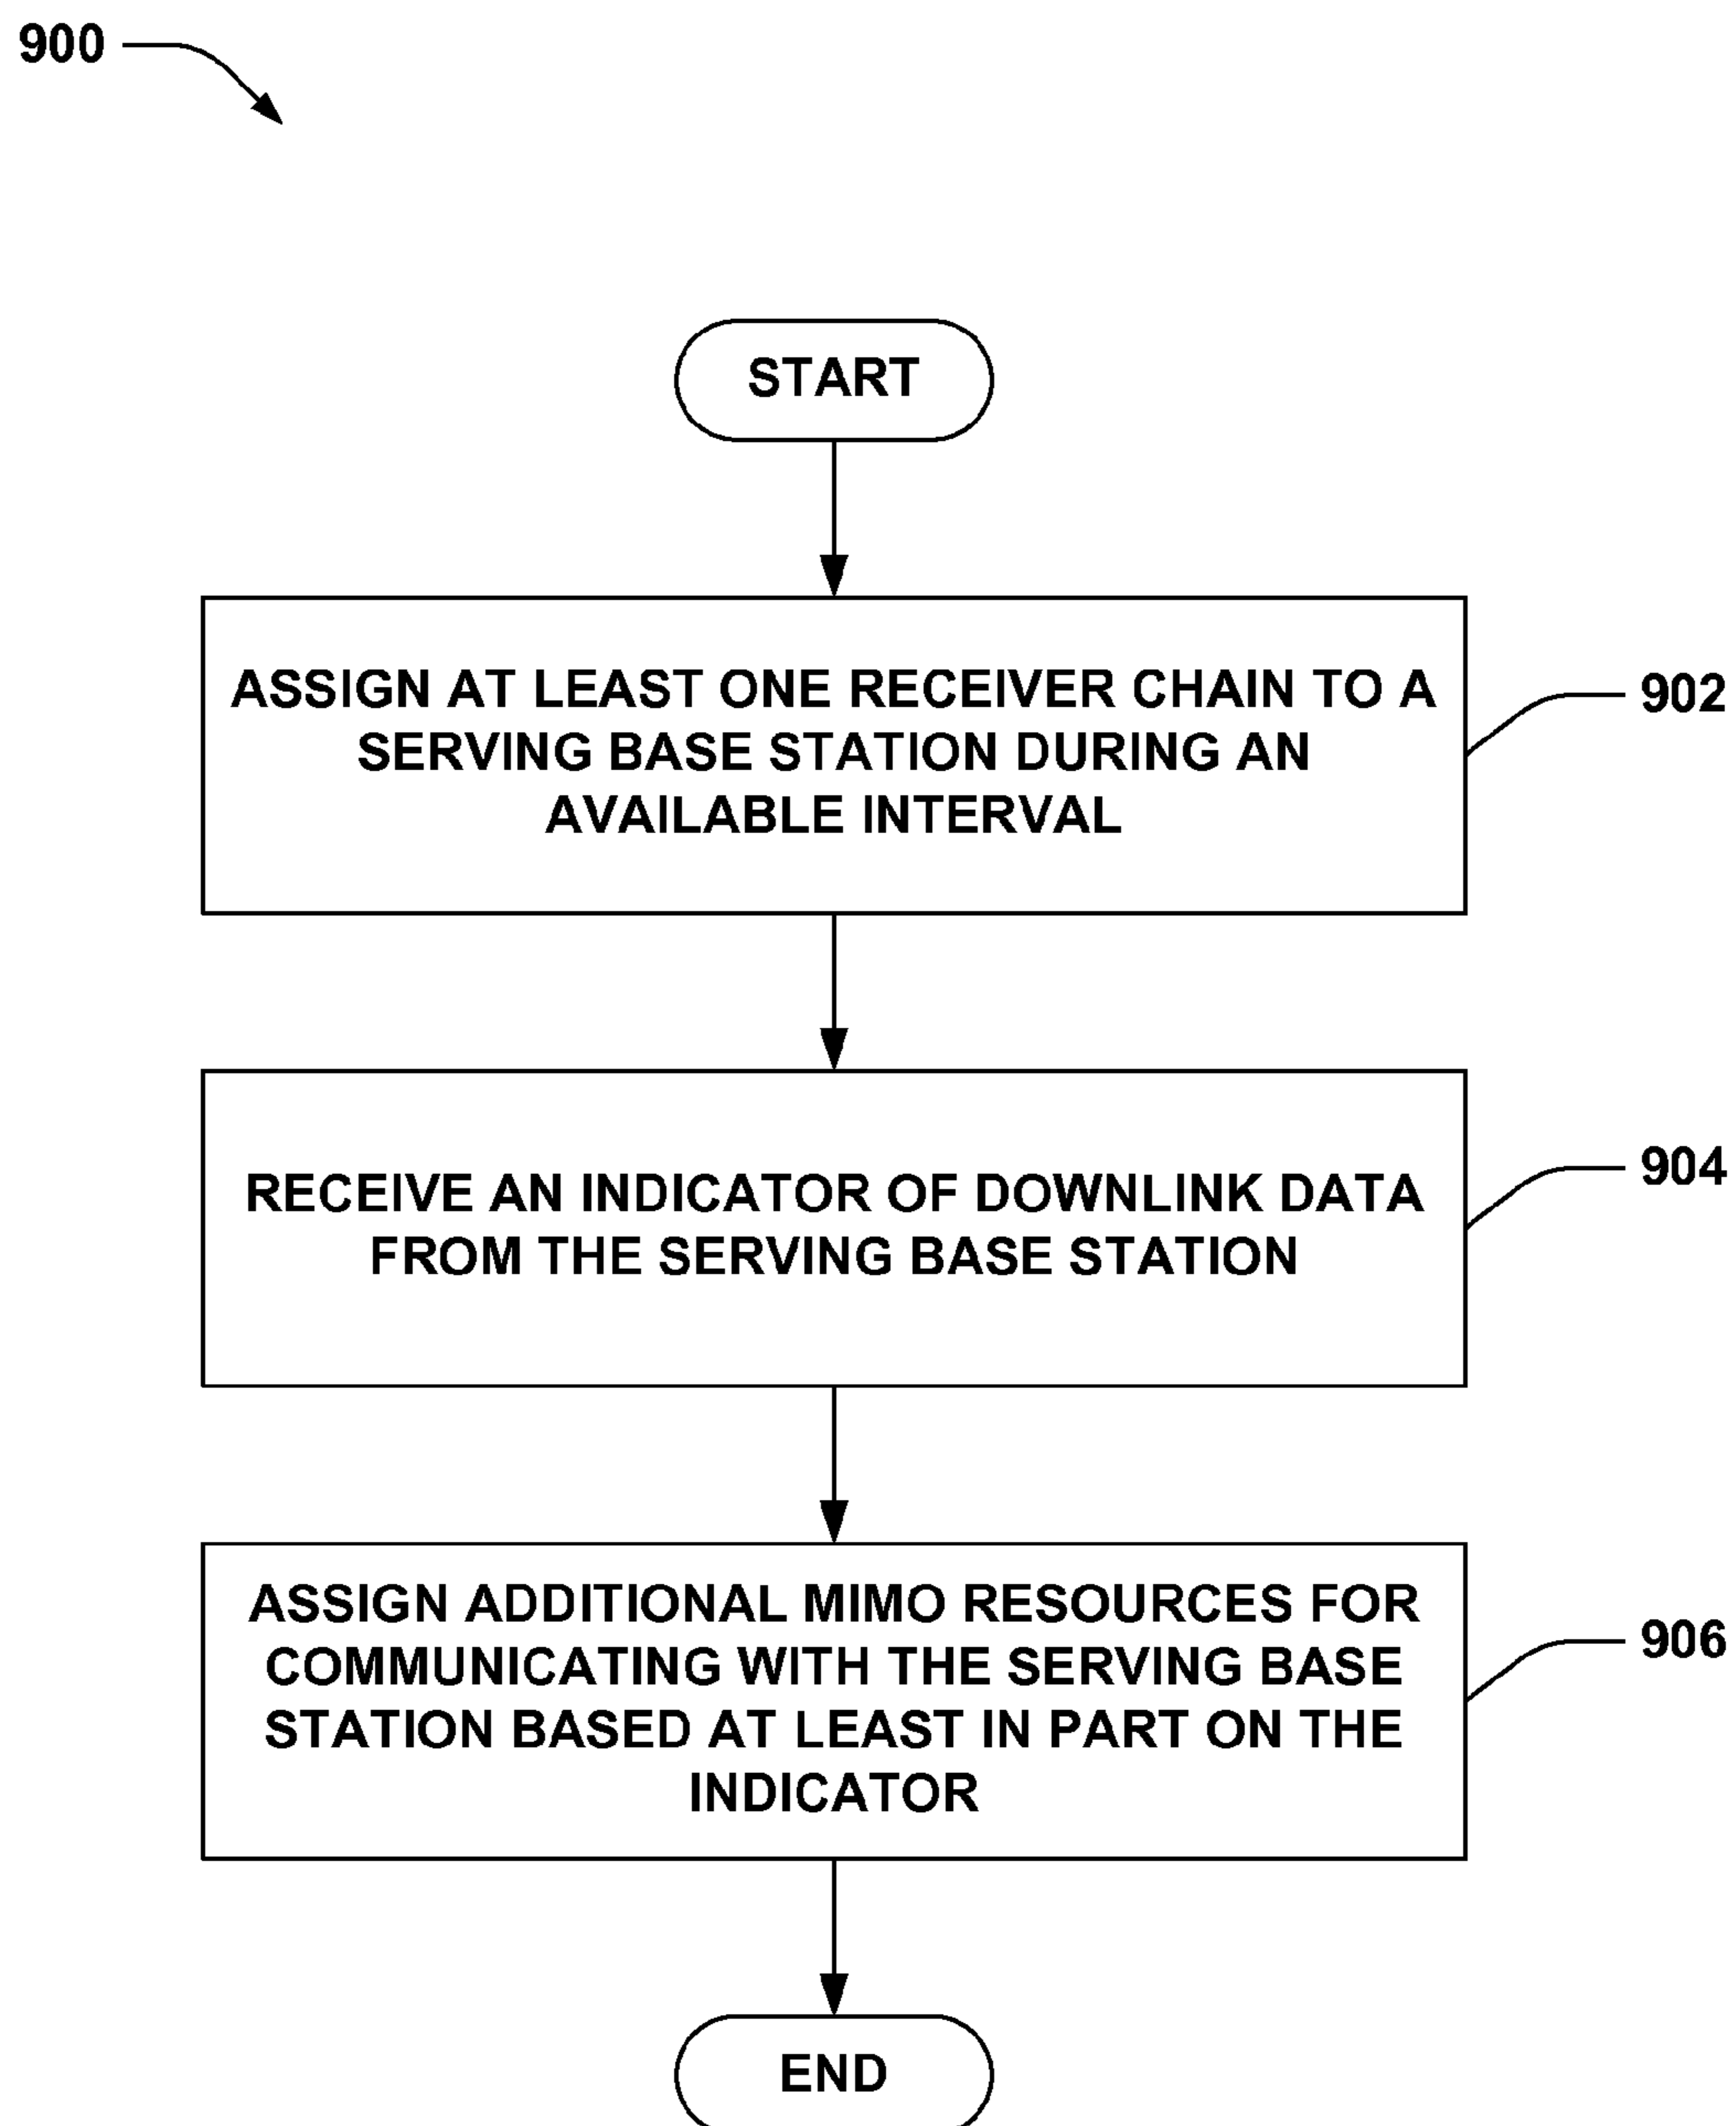 900
START
ASSIGN AT LEAST ONE RECEIVER CHAIN TO A
SERVING BASE STATION DURING AN
AVAILABLE INTERVAL
902
RECEIVE AN INDICATOR OF DOWNLINK DATA
FROM THE SERVING BASE STATION
904
ASSIGN ADDITIONAL MIMO RESOURCES FOR
COMMUNICATING WITH THE SERVING BASE
STATION BASED AT LEAST IN PART ON THE
INDICATOR
906
END